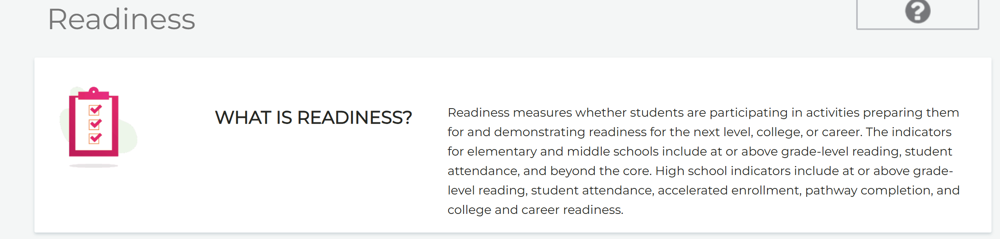 Readiness
?
WHAT IS READINESS?
Readiness measures whether students are participating in activities preparing them
for and demonstrating readiness for the next level, college, or career. The indicators
for elementary and middle schools include at or above grade-level reading, student
attendance, and beyond the core. High school indicators include at or above grade-
level reading, student attendance, accelerated enrollment, pathway completion, and
college and career readiness.